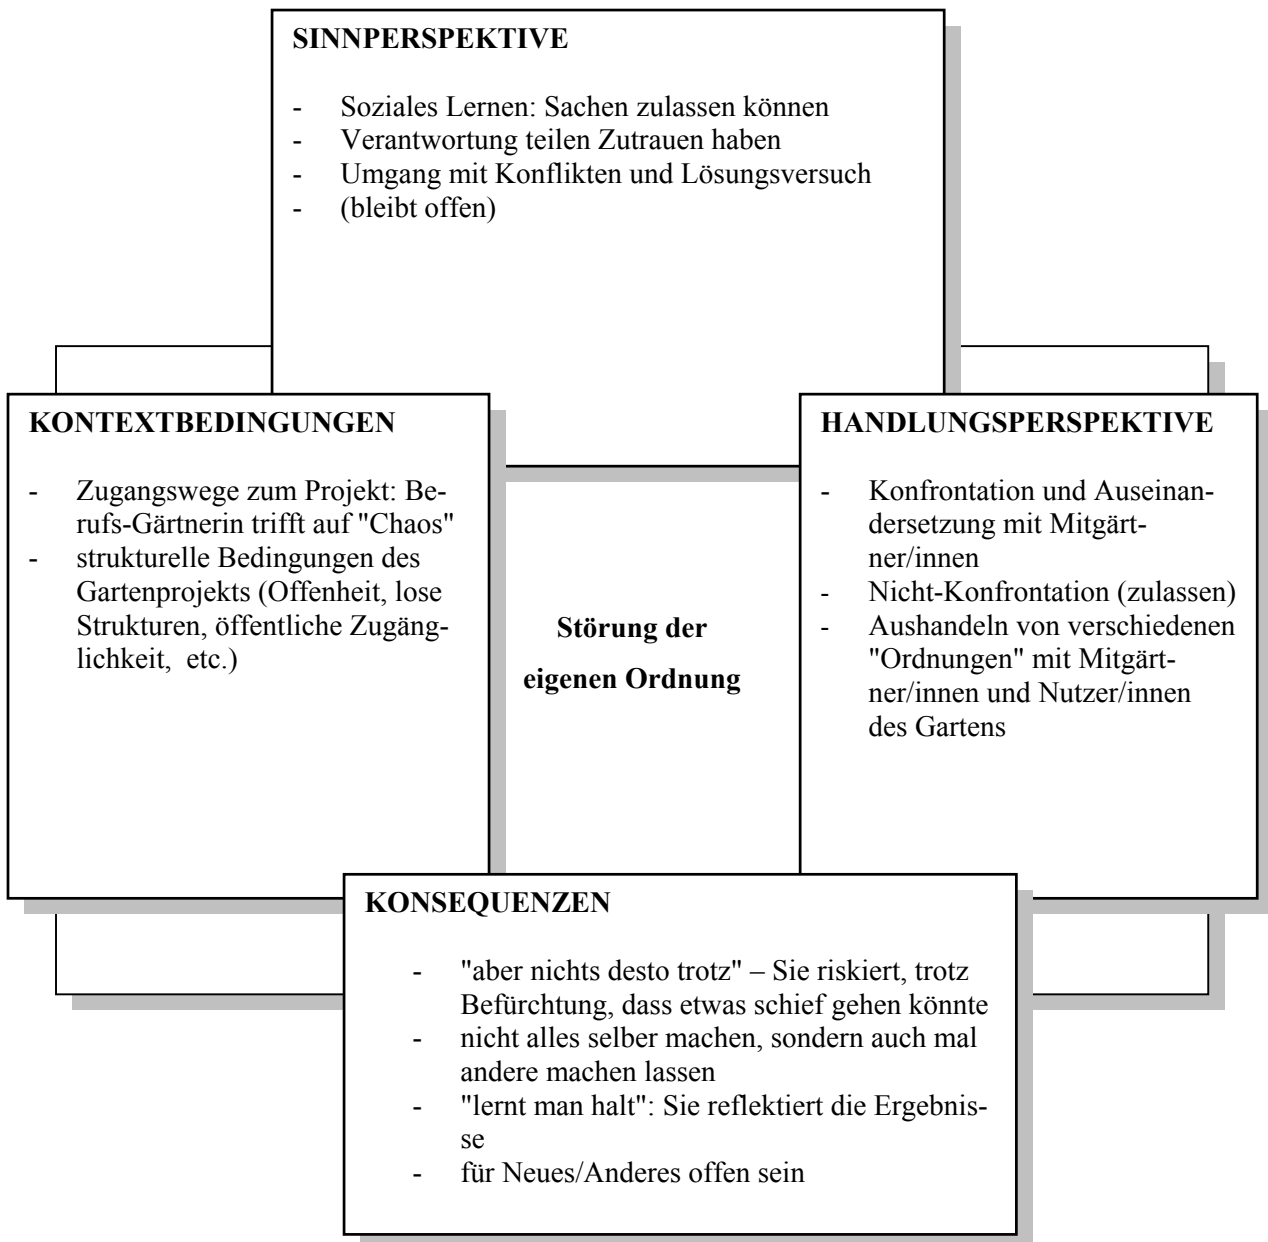 SINNPERSPEKTIVE
- Soziales Lernen: Sachen zulassen können
- Verantwortung teilen Zutrauen haben
- Umgang mit Konflikten und Lösungsversuch
- (bleibt offen)
KONTEXTBEDINGUNGEN
- Zugangswege zum Projekt: Be-
rufs-Gärtnerin trifft auf "Chaos"
- strukturelle Bedingungen des
Gartenprojekts (Offenheit, lose
Strukturen, öffentliche Zugäng-
lichkeit, etc.)
Störung der
eigenen Ordnung
HANDLUNGSPERSPEKTIVE
- Konfrontation und Auseinan-
dersetzung mit Mitgärt-
ner/innen
- Nicht-Konfrontation (zulassen)
- Aushandeln von verschiedenen
"Ordnungen" mit Mitgärt-
ner/innen und Nutzer/innen
des Gartens
KONSEQUENZEN
- "aber nichts desto trotz" – Sie riskiert, trotz
Befürchtung, dass etwas schief gehen könnte
- nicht alles selber machen, sondern auch mal
andere machen lassen
- "lernt man halt": Sie reflektiert die Ergebnis-
se
- für Neues/Anderes offen sein